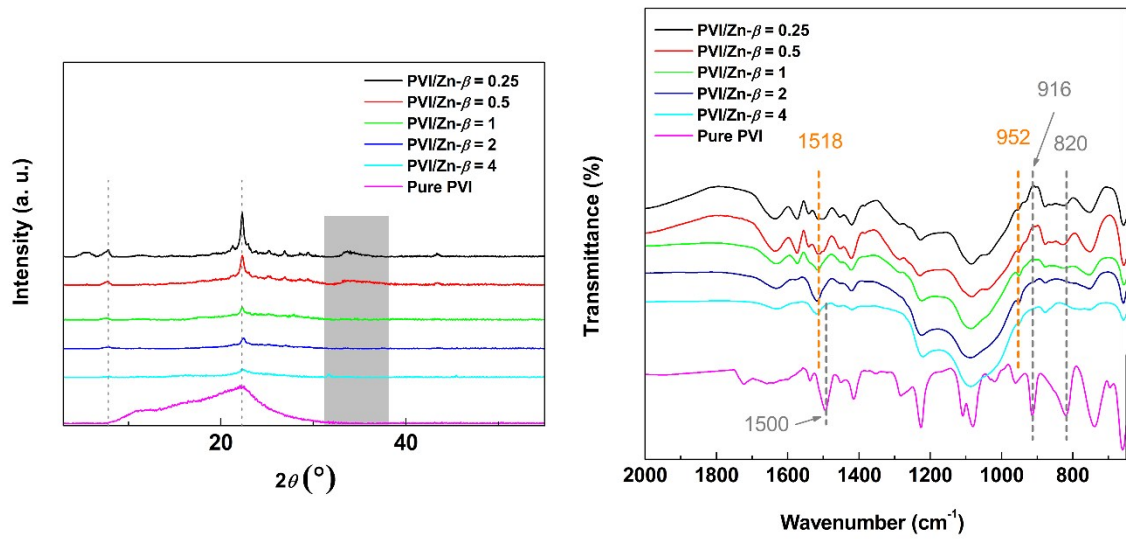 PVI/Zn-β = 0.25
PVI/Zn-β = 0.5
PVI/Zn-β = 1
PVI/Zn-β = 2
PVI/Zn-β = 4
Pure PVI
Intensity (a. u.)
20
40
2θ (°)
PVI/Zn-β = 0.25
PVI/Zn-β = 0.5
PVI/Zn-β = 1
PVI/Zn-β = 2
PVI/Zn-β = 4
Pure PVI
916
1518
952
820
1500
Transmittance (%)
2000
1800
1600
1400
1200
1000
800
Wavenumber (cm⁻¹)